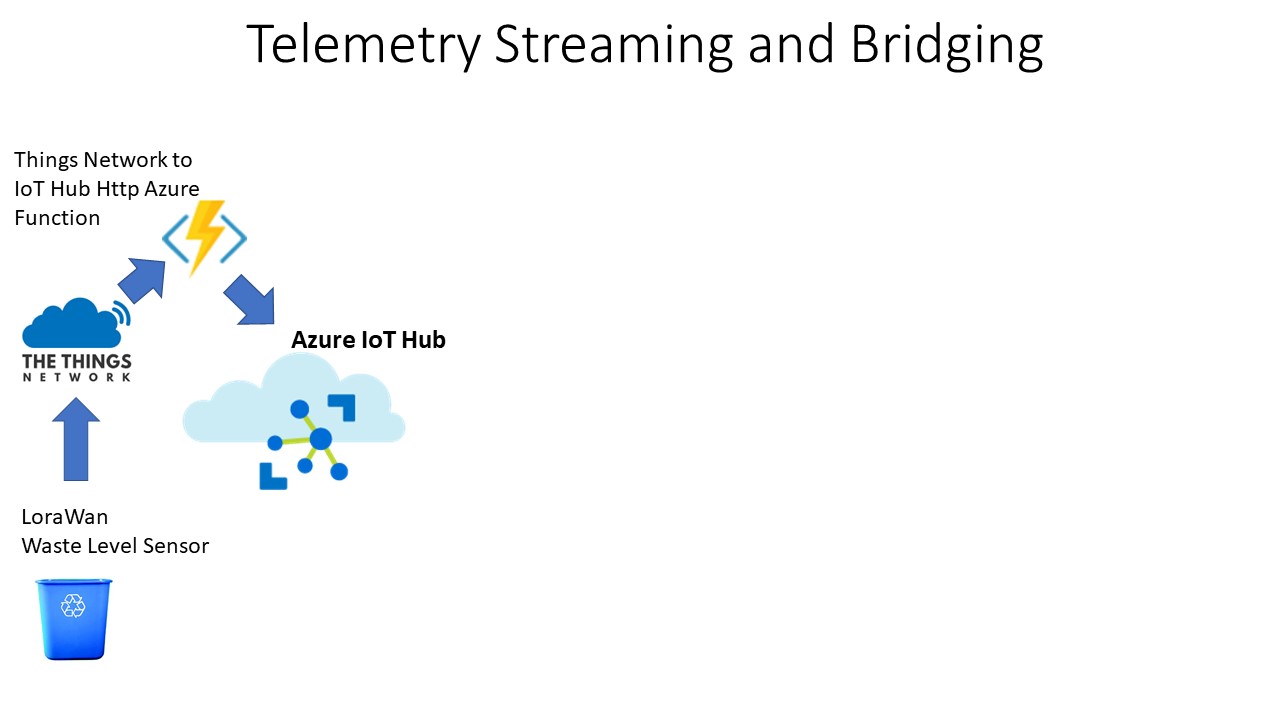 Telemetry Streaming and Bridging
Things Network to
IoT Hub Http Azure
Function
THE THINGS
NETWORK
Azure IoT Hub
LoraWan
Waste Level Sensor